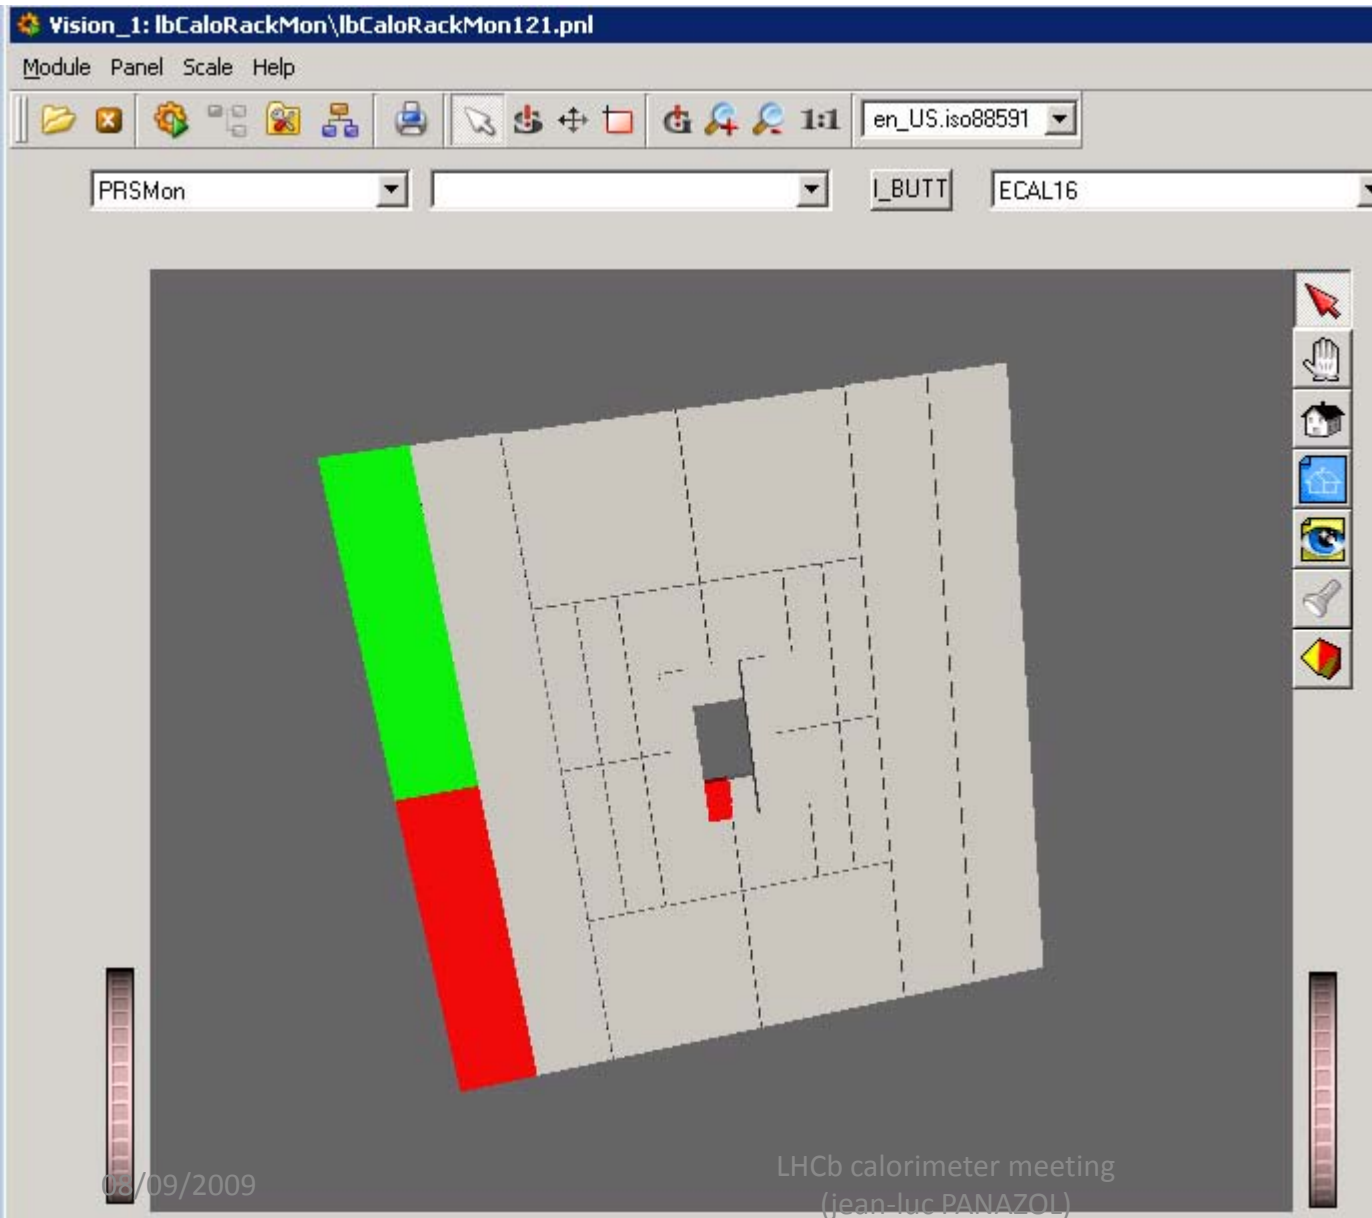 Vision_1: lbCaloRackMon\lbCaloRackMon121.pnl
Module Panel Scale Help
1:1 en_US.iso88591
PRSMon I_BUTT ECAL16
08/09/2009
LHCb calorimeter meeting
(jean-luc PANAZOL)